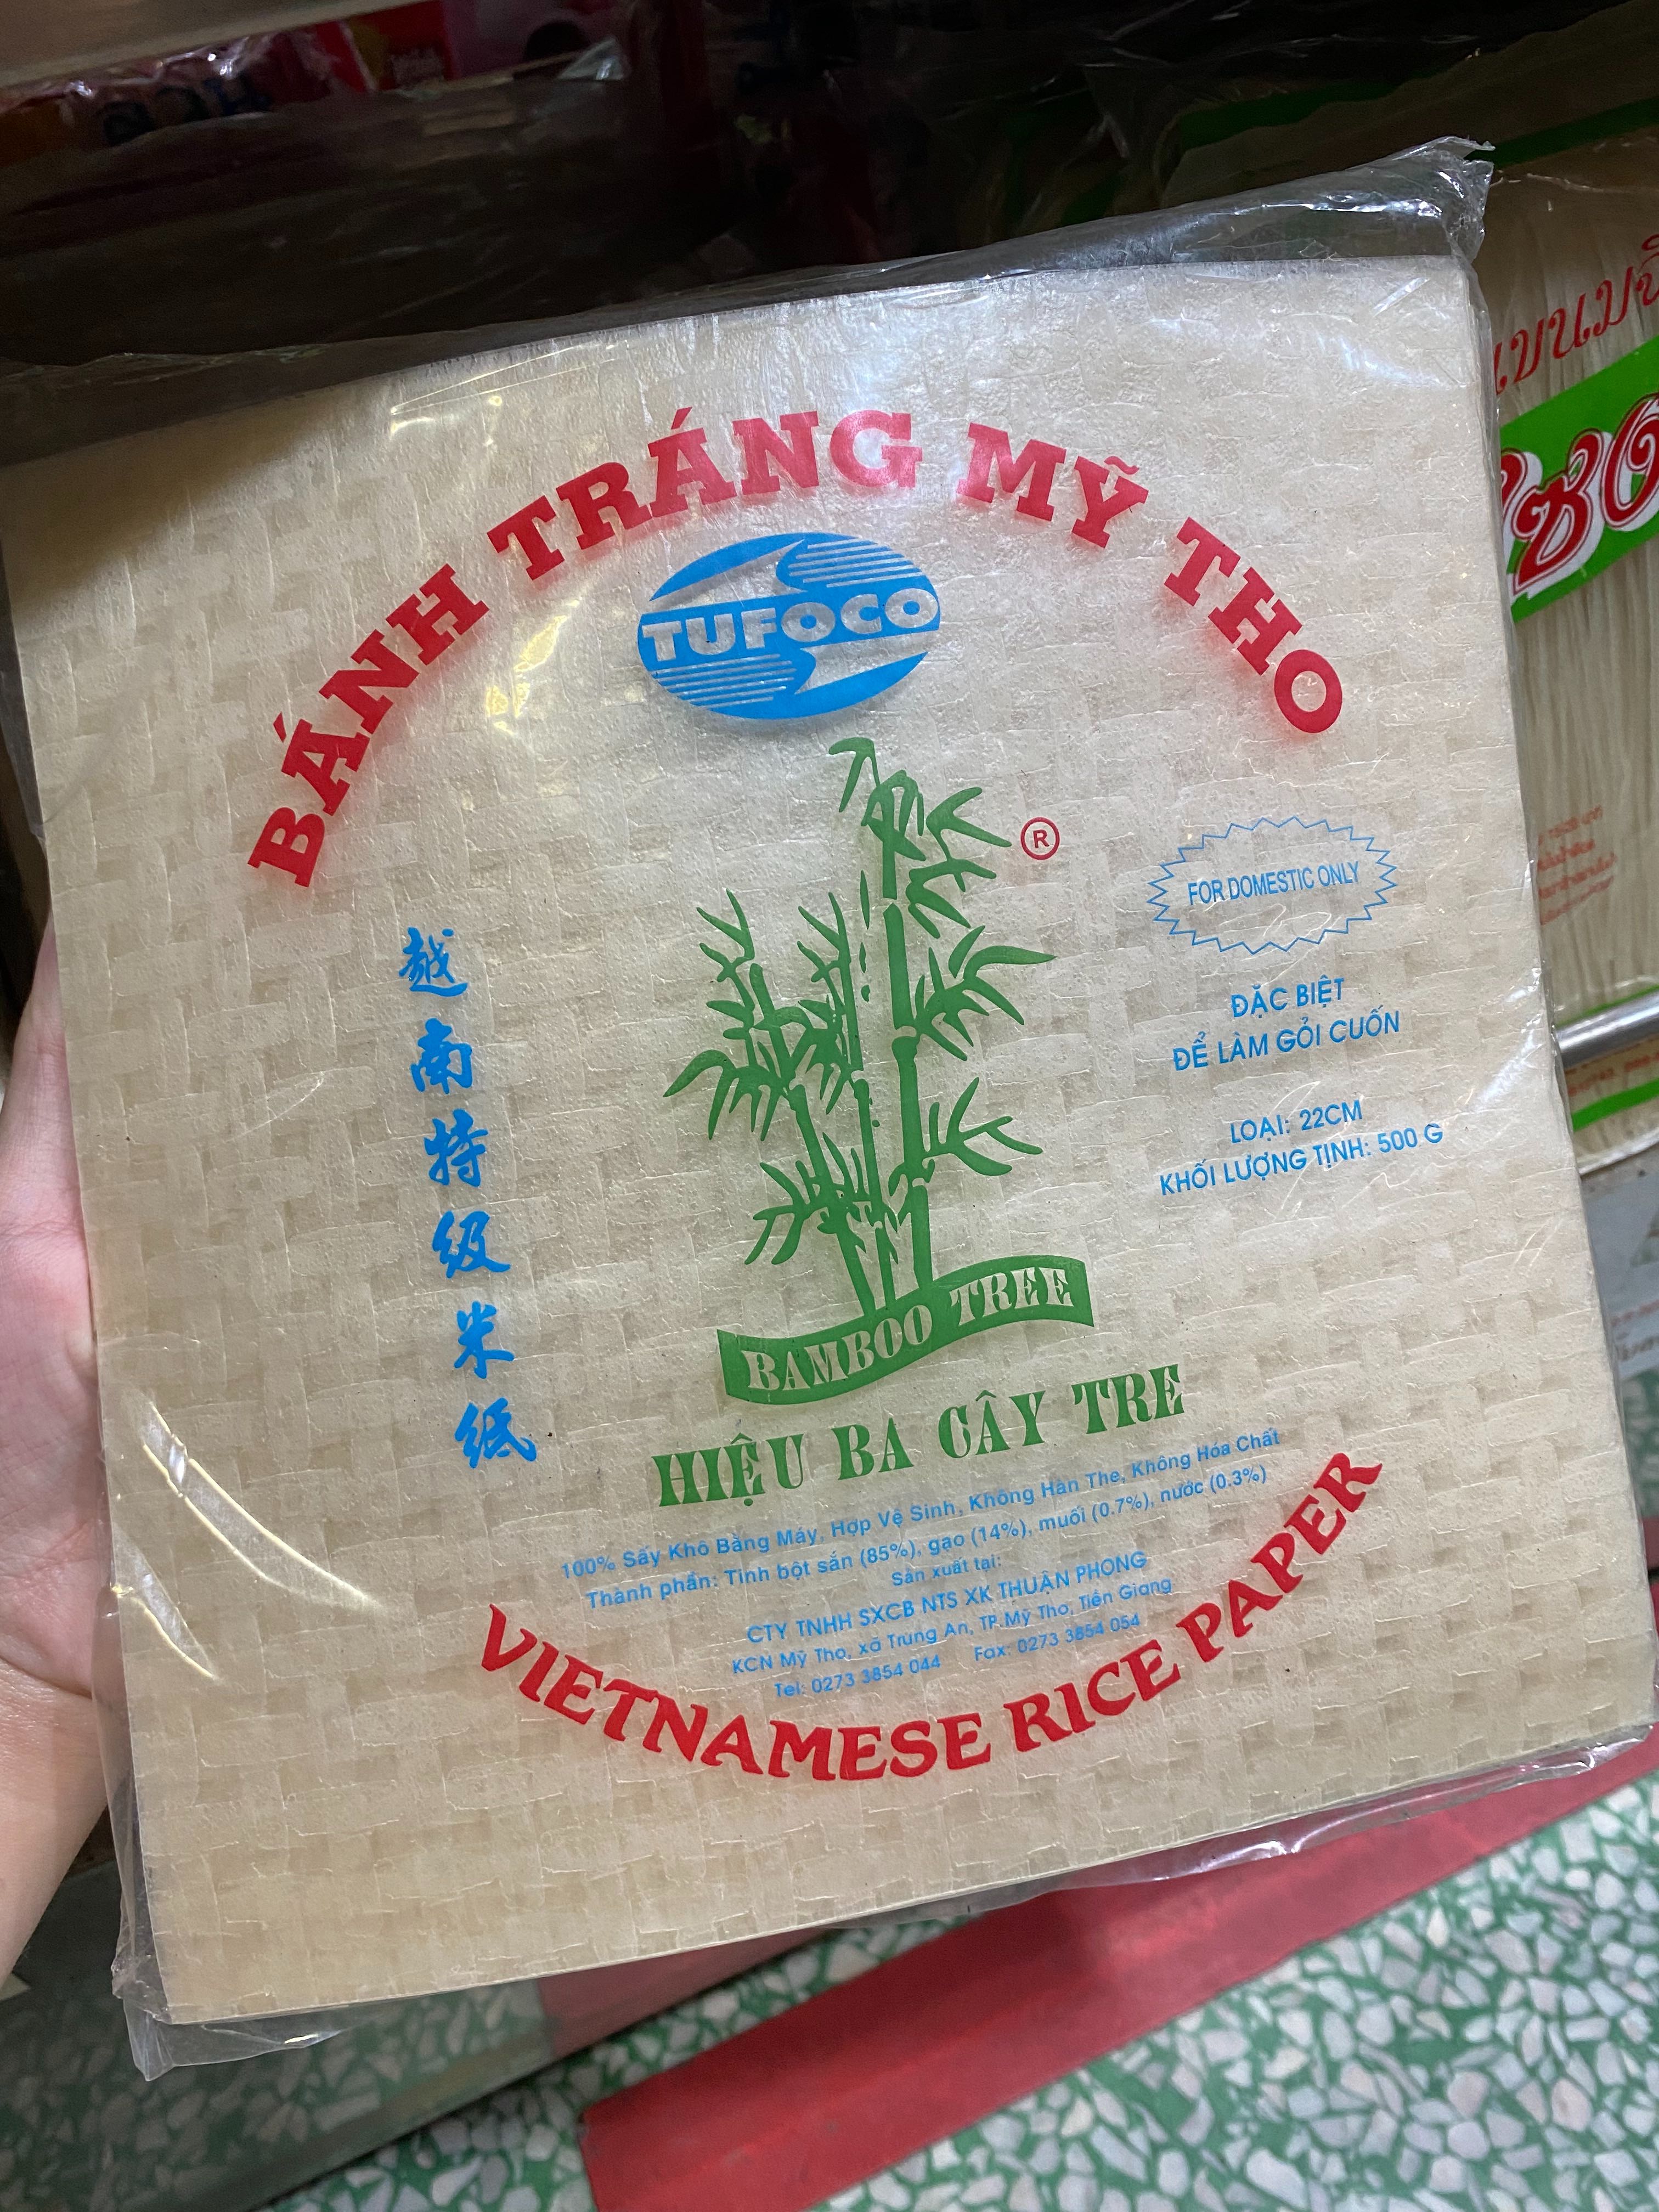 BÁNH TRÁNG MỸ THO
TUFOCO
®
FOR DOMESTIC ONLY
越南特级米纸
ĐẶC BIỆT
ĐỂ LÀM GỎI CUỐN
LOẠI: 22CM
KHỐI LƯỢNG TỊNH: 500 G
BAMBOO TREE
HIỆU BA CÂY TRE
100% Sấy Khô Bằng Máy, Hợp Vệ Sinh, Không Hàn The, Không Hóa Chất
Thành phần: Tinh bột sắn (85%), gạo (14%), muối (0.7%), nước (0.3%)
Sản xuất tại:
CTY TNHH SXCB NTS XK THUẬN PHONG
KCN Mỹ Tho, xã Trung An, TP.Mỹ Tho, Tiền Giang
Tel: 0273 3854 044 Fax: 0273 3854 054
VIETNAMESE RICE PAPER